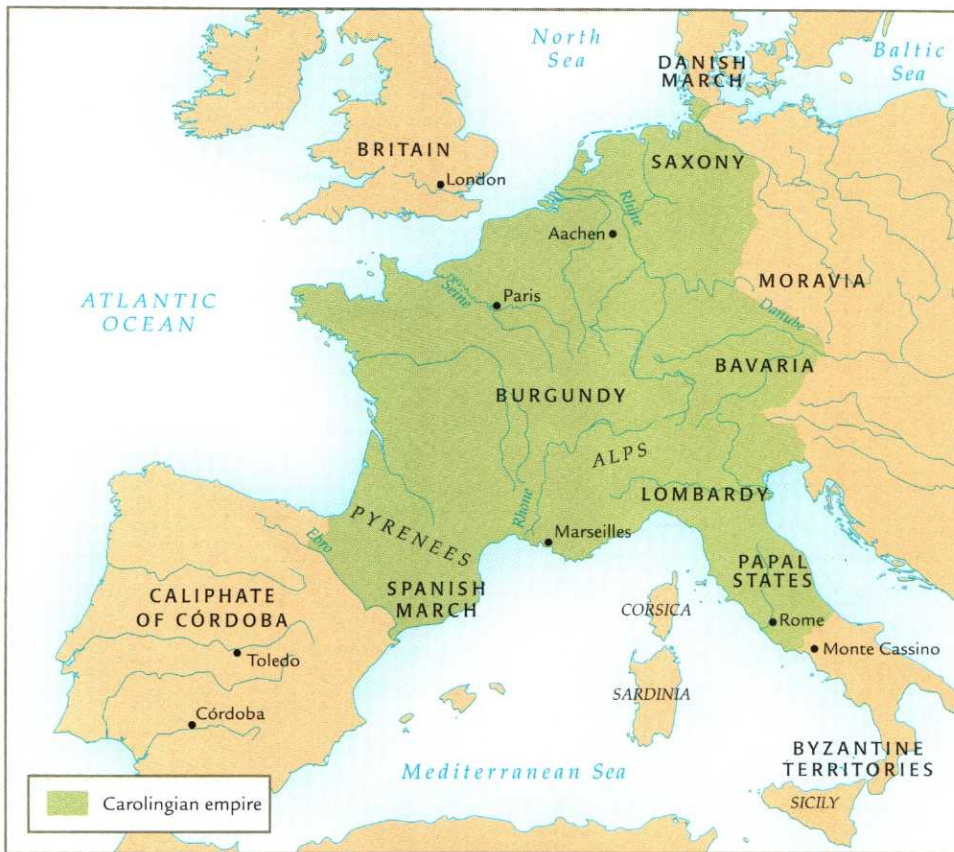 North
Sea
Baltic
Sea
DANISH
MARCH
BRITAIN
London
SAXONY
Rhine
Aachen
ATLANTIC
OCEAN
Seine
Paris
MORAVIA
Danube
BAVARIA
BURGUNDY
ALPS
LOMBARDY
Rhone
Marseilles
PYRENEES
Ebro
SPANISH
MARCH
PAPAL
STATES
Rome
Monte Cassino
CORSICA
SARDINIA
CALIPHATE
OF CÓRDOBA
Toledo
Córdoba
Mediterranean Sea
BYZANTINE
TERRITORIES
SICILY
Carolingian empire